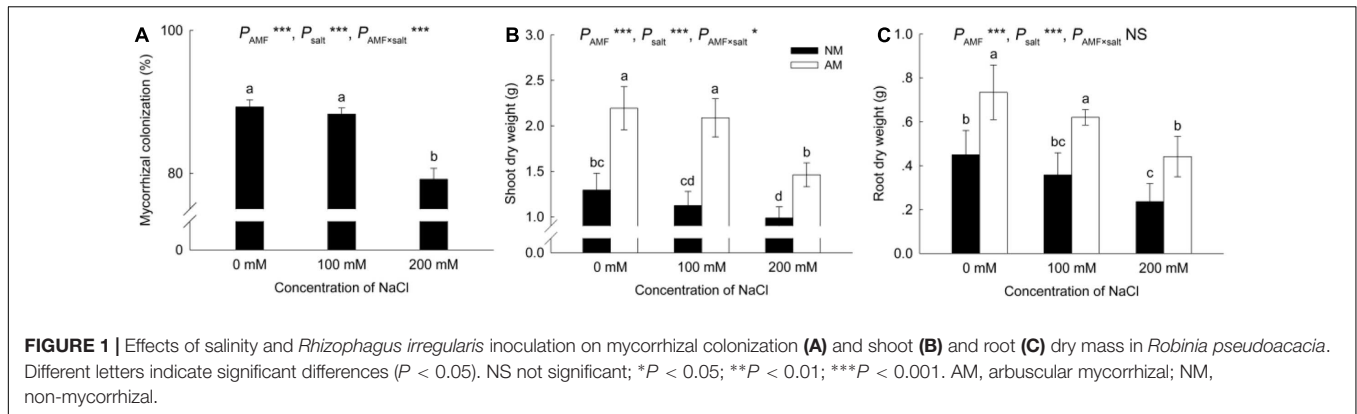 A
P_AMF ***, P_salt ***, P_AMF×salt ***
Mycorrhizal colonization (%)
100
80
0
a
a
b
0 mM
100 mM
200 mM
Concentration of NaCl
B
P_AMF ***, P_salt ***, P_AMF×salt *
NM
AM
Shoot dry weight (g)
3.0
2.5
2.0
1.5
1.0
0.0
bc
a
cd
a
d
b
0 mM
100 mM
200 mM
Concentration of NaCl
C
P_AMF ***, P_salt ***, P_AMF×salt NS
Root dry weight (g)
1.0
.8
.6
.4
.2
0.0
b
a
bc
a
c
b
0 mM
100 mM
200 mM
Concentration of NaCl
FIGURE 1 | Effects of salinity and Rhizophagus irregularis inoculation on mycorrhizal colonization (A) and shoot (B) and root (C) dry mass in Robinia pseudoacacia.
Different letters indicate significant differences (P < 0.05). NS not significant; *P < 0.05; **P < 0.01; ***P < 0.001. AM, arbuscular mycorrhizal; NM,
non-mycorrhizal.